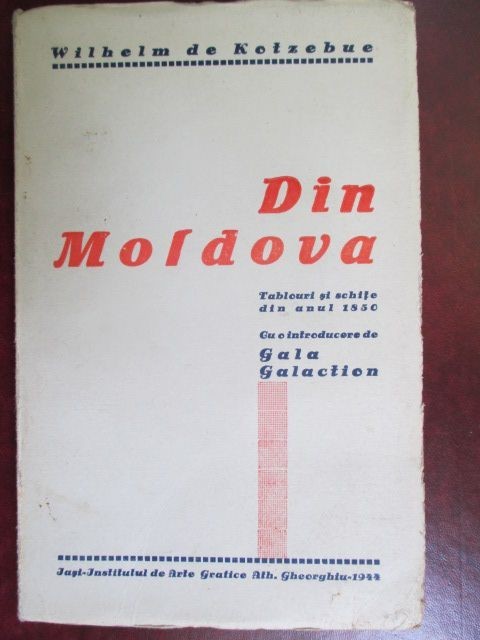 Wilhelm de Kotzebue
Din
Moldova
Tablouri și schițe
din anul 1850
Cu o introducere de
Gala
Galaction
Iași-Institutul de Arte Grafice Ath. Gheorghiu-1944